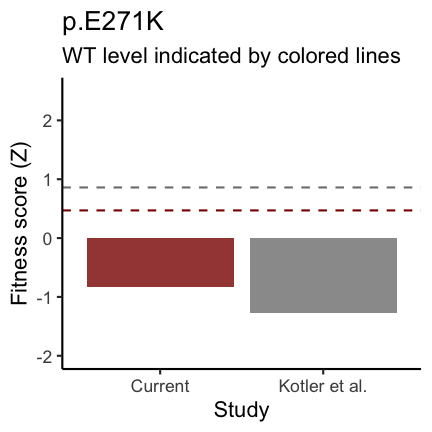 p.E271K
WT level indicated by colored lines
Fitness score (Z)
2
1
0
-1
-2
Current
Kotler et al.
Study